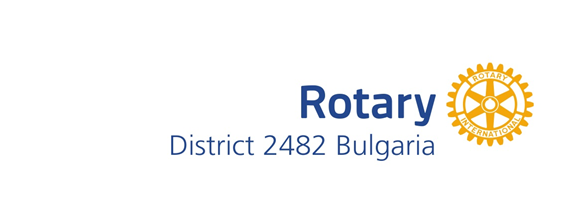 Rotary
District 2482 Bulgaria
ROTARY
INTERNATIONAL